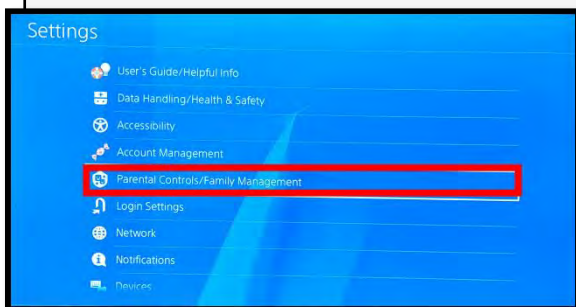 Settings
User's Guide/Helpful Info
Data Handling/Health & Safety
Accessibility
Account Management
Parental Controls/Family Management
Login Settings
Network
Notifications
Devices